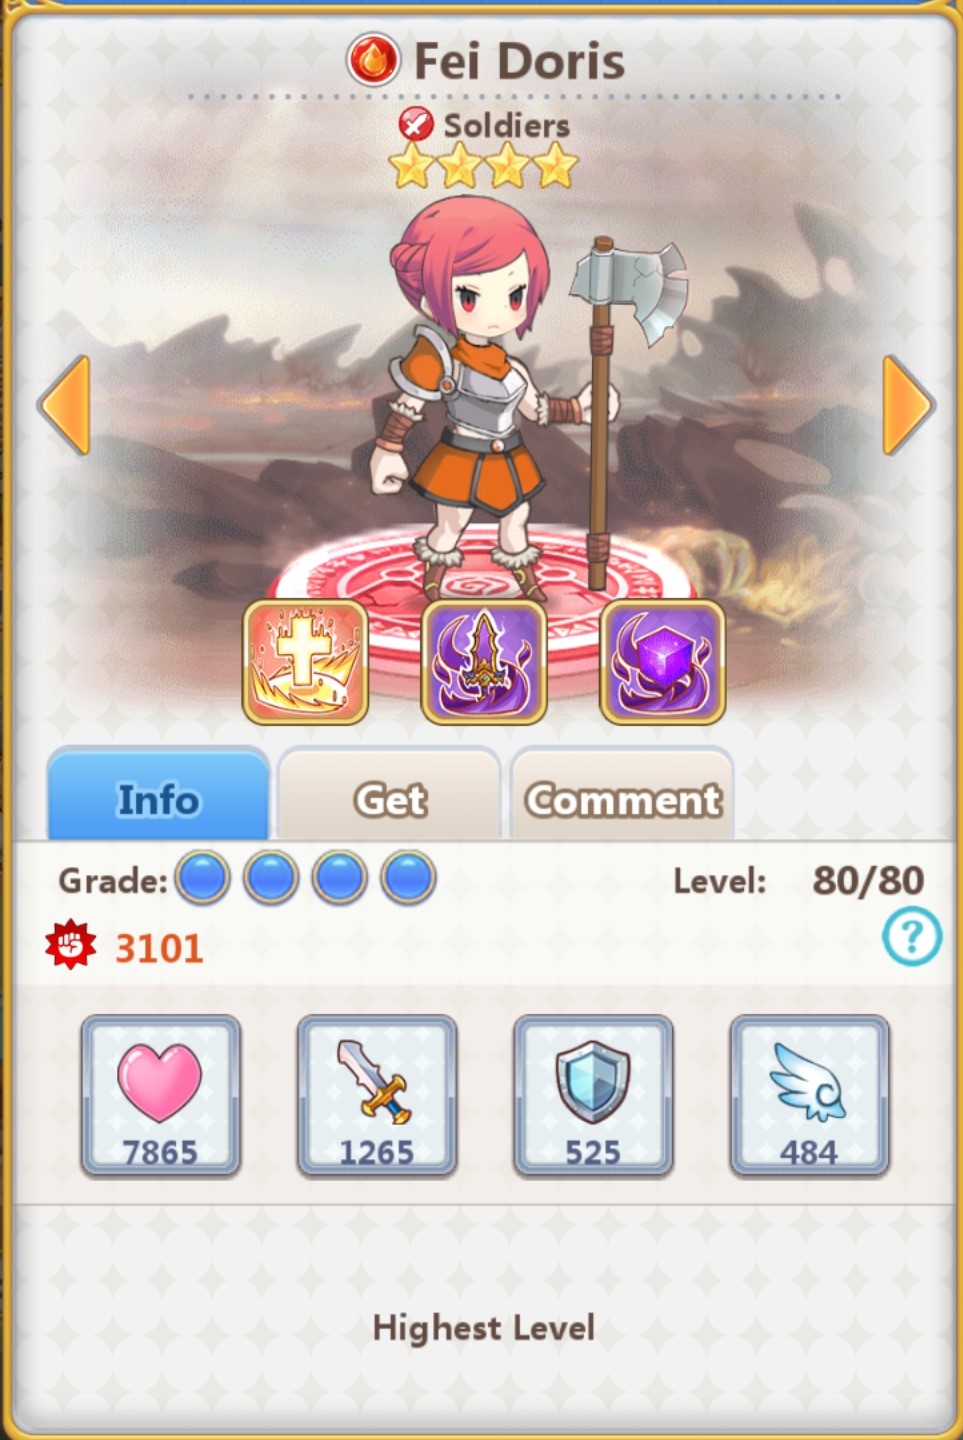 Fei Doris
Soldiers
Info Get Comment
Grade: Level: 80/80
3101 ?
7865 1265 525 484
Highest Level